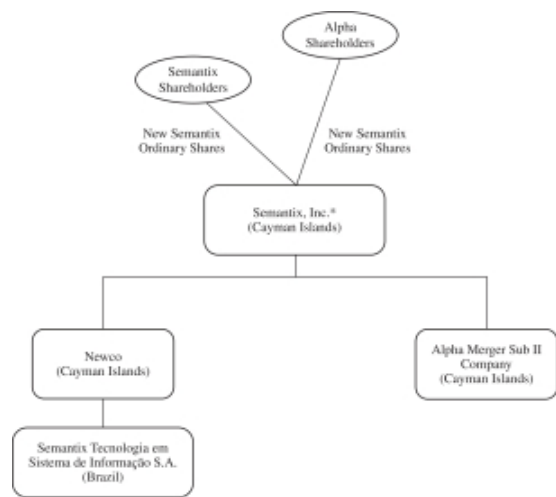 Alpha
Shareholders
Semantix
Shareholders
New Semantix
Ordinary Shares
New Semantix
Ordinary Shares
Semantix, Inc.*
(Cayman Islands)
Newco
(Cayman Islands)
Alpha Merger Sub II
Company
(Cayman Islands)
Semantix Tecnologia em
Sistema de Informação S.A.
(Brazil)